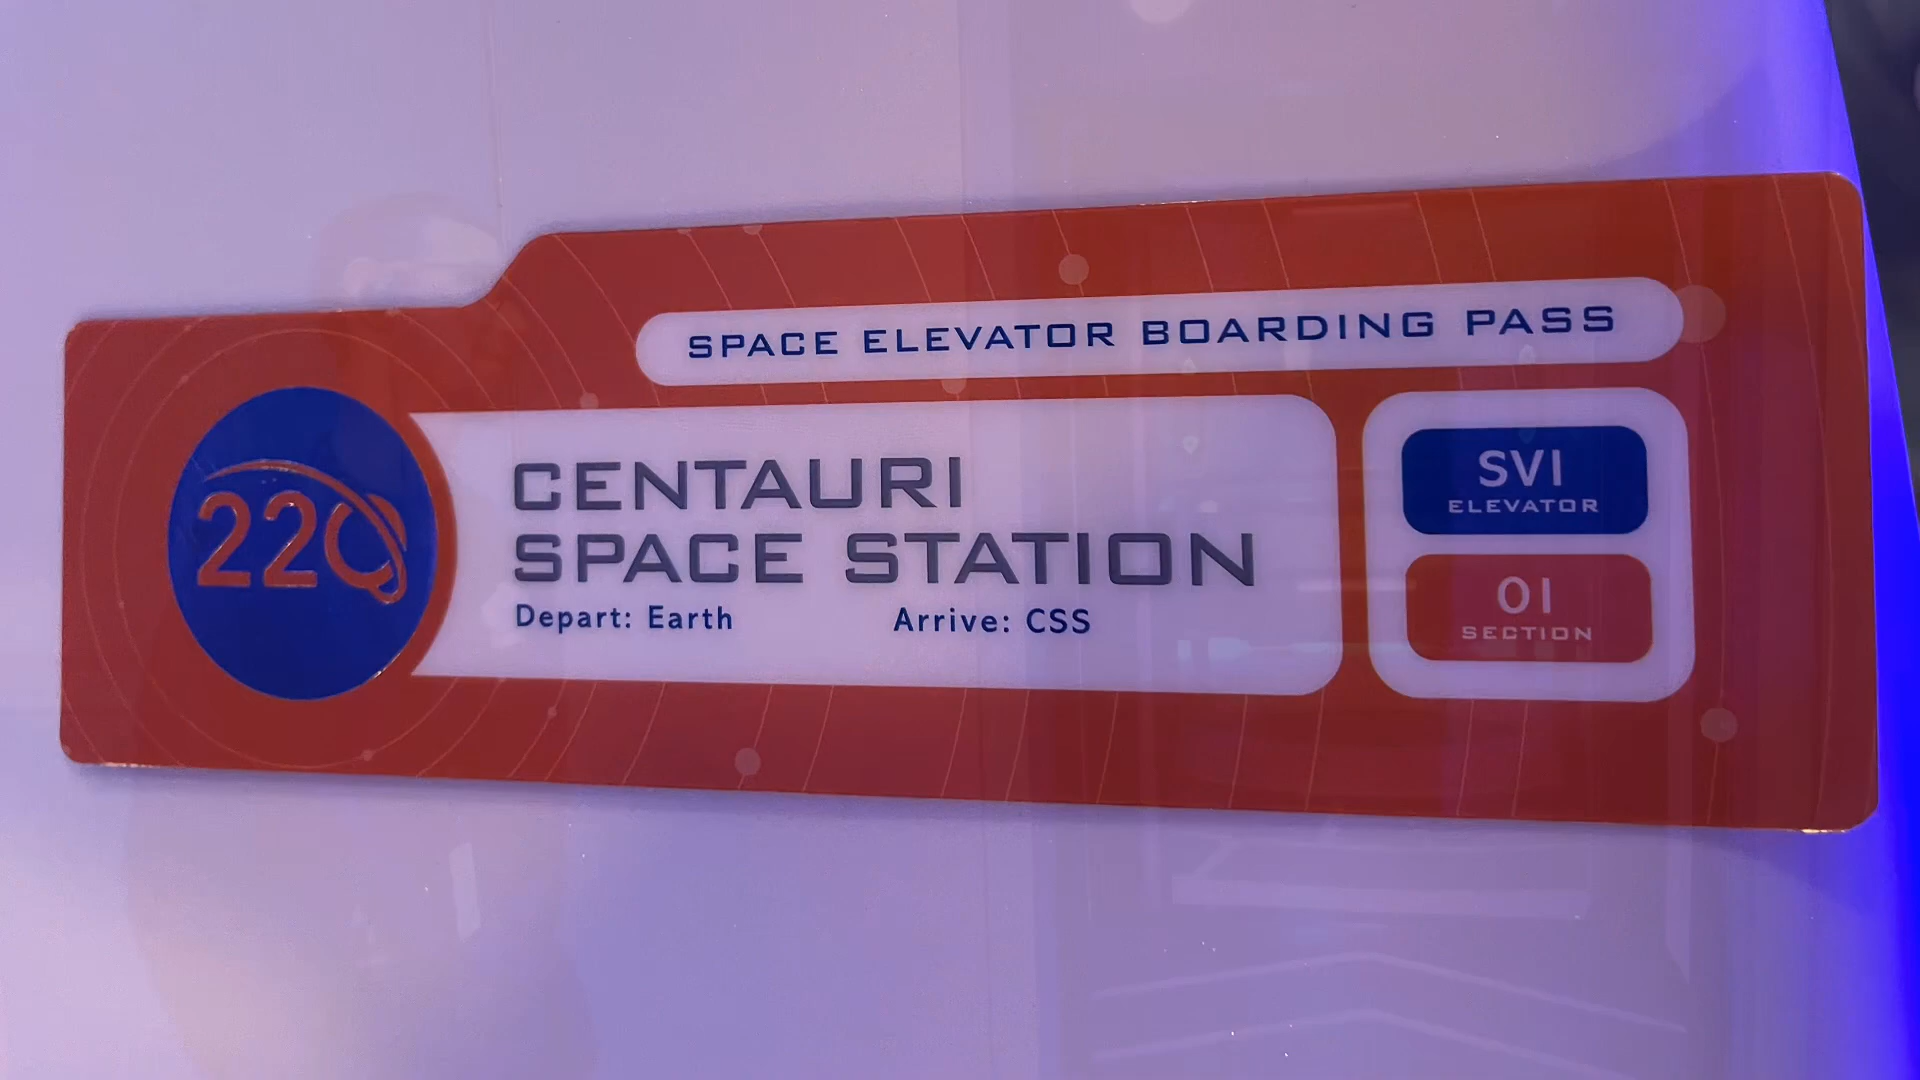 SPACE ELEVATOR BOARDING PASS
220
CENTAURI
SPACE STATION
Depart: Earth
Arrive: CSS
SVI
ELEVATOR
01
SECTION